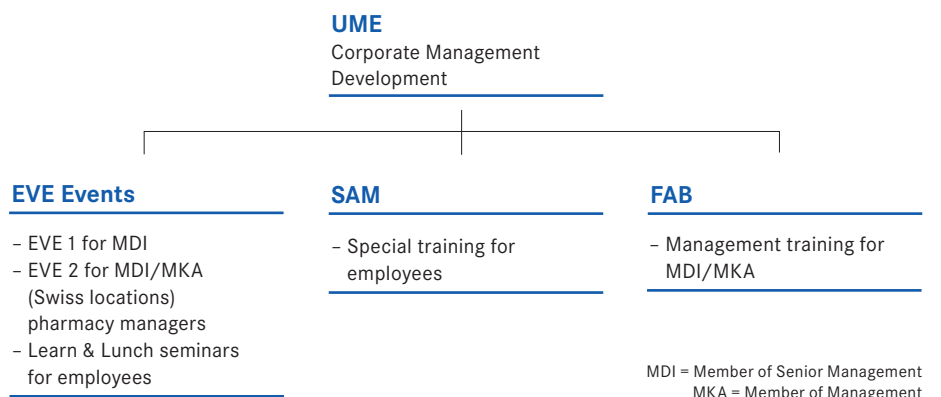 UME
Corporate Management
Development
EVE Events
– EVE 1 for MDI
– EVE 2 for MDI/MKA
(Swiss locations)
pharmacy managers
– Learn & Lunch seminars
for employees
SAM
– Special training for
employees
FAB
– Management training for
MDI/MKA
MDI = Member of Senior Management
MKA = Member of Management